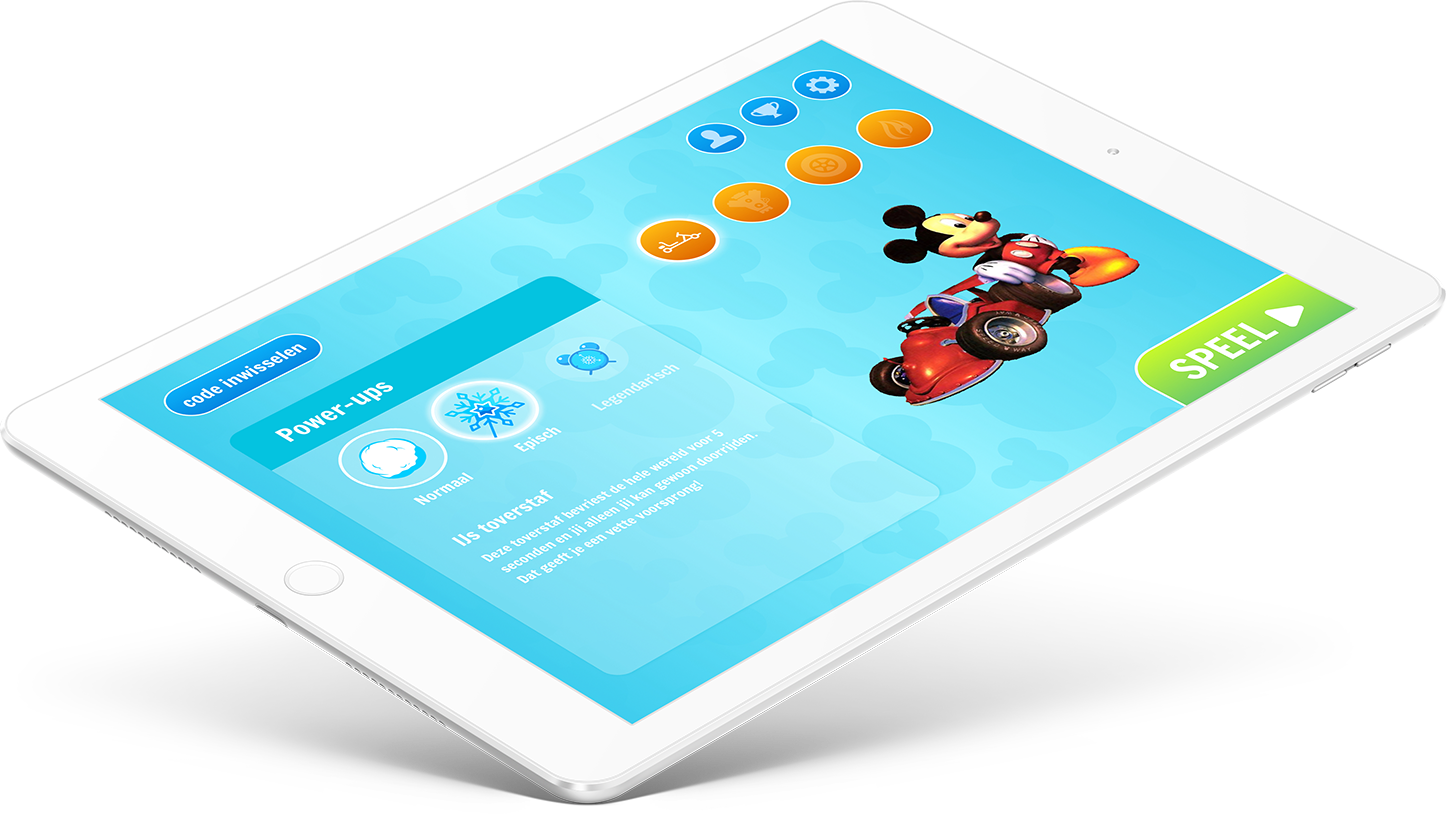 code inwisselen
Power-ups
Normaal
Episch
Legendarisch
IJs toverstaf
Deze toverstaf bevriest de hele wereld voor 5
seconden en jij alleen jij kan gewoon doorrijden.
Dat geeft je een vette voorsprong!
SPEEL